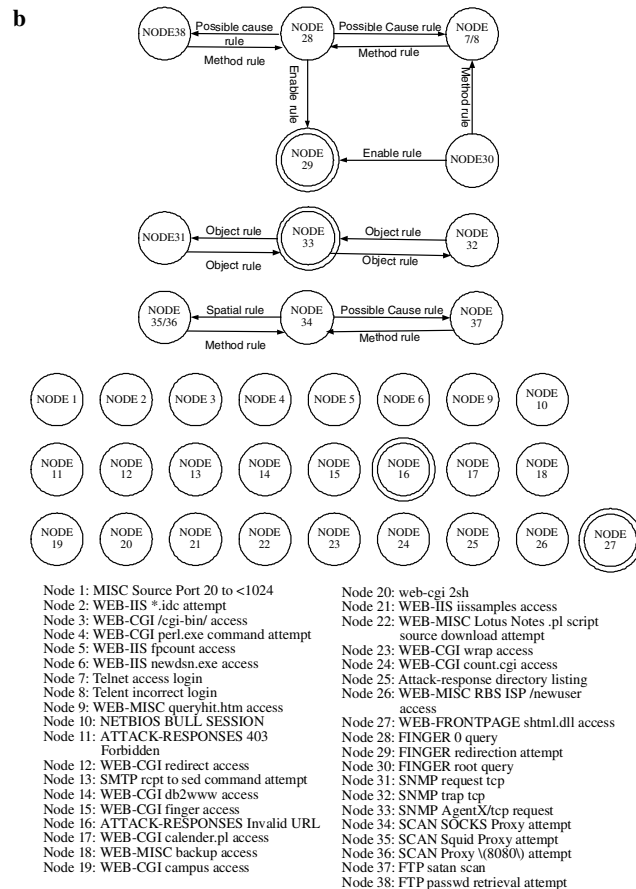 b
NODE38
Possible cause
rule
Method rule
NODE
28
Possible Cause rule
Method rule
NODE
7/8
Enable rule
Method rule
NODE
29
Enable rule
NODE30
NODE31
Object rule
Object rule
NODE
33
Object rule
Object rule
NODE
32
NODE
35/36
Spatial rule
Method rule
NODE
34
Possible Cause rule
Method rule
NODE
37
NODE 1
NODE 2
NODE 3
NODE 4
NODE 5
NODE 6
NODE 9
NODE
10
NODE
11
NODE
12
NODE
13
NODE
14
NODE
15
NODE
16
NODE
17
NODE
18
NODE
19
NODE
20
NODE
21
NODE
22
NODE
23
NODE
24
NODE
25
NODE
26
NODE
27
Node 1: MISC Source Port 20 to <1024
Node 2: WEB-IIS *.idc attempt
Node 3: WEB-CGI /cgi-bin/ access
Node 4: WEB-CGI perl.exe command attempt
Node 5: WEB-IIS fpcount access
Node 6: WEB-IIS newdsn.exe access
Node 7: Telnet access login
Node 8: Telent incorrect login
Node 9: WEB-MISC queryhit.htm access
Node 10: NETBIOS BULL SESSION
Node 11: ATTACK-RESPONSES 403
Forbidden
Node 12: WEB-CGI redirect access
Node 13: SMTP rcpt to sed command attempt
Node 14: WEB-CGI db2www access
Node 15: WEB-CGI finger access
Node 16: ATTACK-RESPONSES Invalid URL
Node 17: WEB-CGI calender.pl access
Node 18: WEB-MISC backup access
Node 19: WEB-CGI campus access
Node 20: web-cgi 2sh
Node 21: WEB-IIS iissamples access
Node 22: WEB-MISC Lotus Notes .pl script
source download attempt
Node 23: WEB-CGI wrap access
Node 24: WEB-CGI count.cgi access
Node 25: Attack-response directory listing
Node 26: WEB-MISC RBS ISP /newuser
access
Node 27: WEB-FRONTPAGE shtml.dll access
Node 28: FINGER 0 query
Node 29: FINGER redirection attempt
Node 30: FINGER root query
Node 31: SNMP request tcp
Node 32: SNMP trap tcp
Node 33: SNMP AgentX/tcp request
Node 34: SCAN SOCKS Proxy attempt
Node 35: SCAN Squid Proxy attempt
Node 36: SCAN Proxy \(8080\) attempt
Node 37: FTP satan scan
Node 38: FTP passwd retrieval attempt